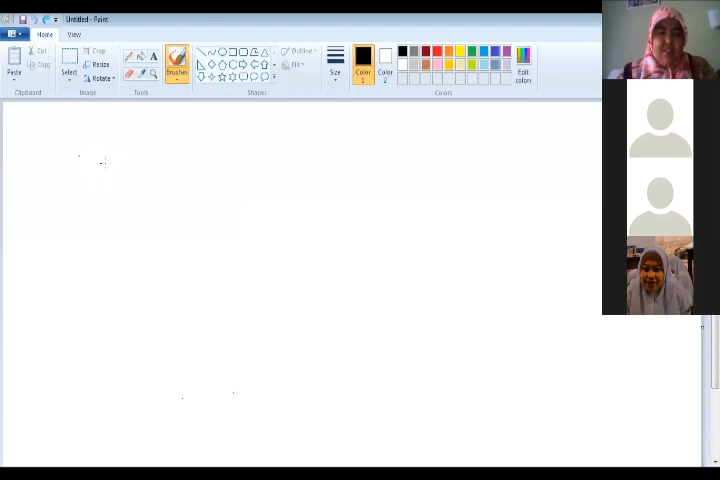 Untitled - Paint
Home View
Paste
Cut
Copy
Clipboard
Select
Crop
Resize
Rotate
Image
A
Tools
Brushes
Outline
Fill
Shapes
Size
Color 1
Color 2
Edit colors
Colors